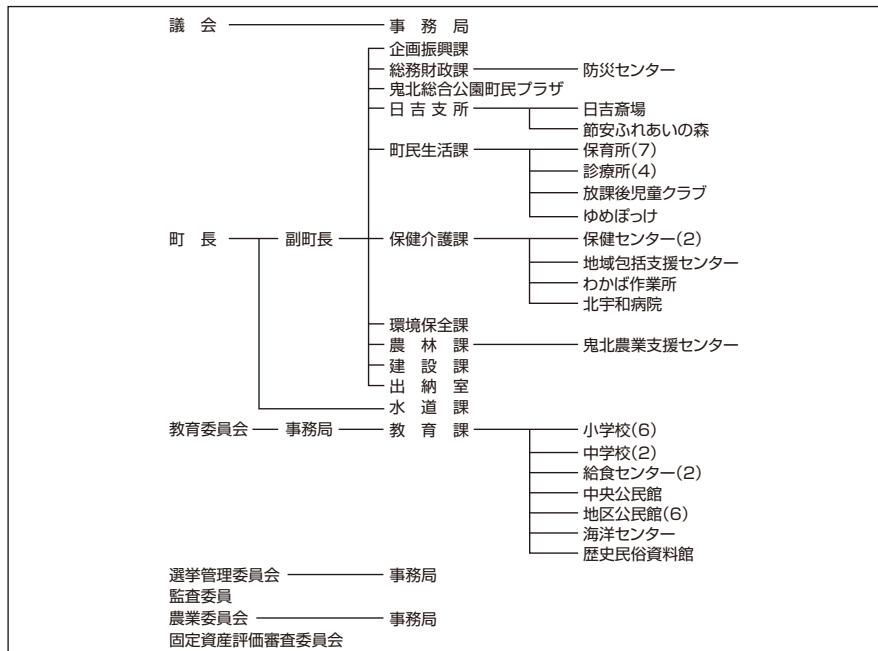 議会 事務局
企画振興課
総務財政課 防災センター
鬼北総合公園町民プラザ
日吉支所 日吉斎場
節安ふれあいの森
町民生活課 保育所(7)
診療所(4)
放課後児童クラブ
ゆめぽっけ
町長 副町長 保健介護課 保健センター(2)
地域包括支援センター
わかば作業所
北宇和病院
環境保全課
農林課 鬼北農業支援センター
建設課
出納室
水道課
教育委員会 事務局 教育課 小学校(6)
中学校(2)
給食センター(2)
中央公民館
地区公民館(6)
海洋センター
歴史民俗資料館
選挙管理委員会 事務局
監査委員
農業委員会 事務局
固定資産評価審査委員会